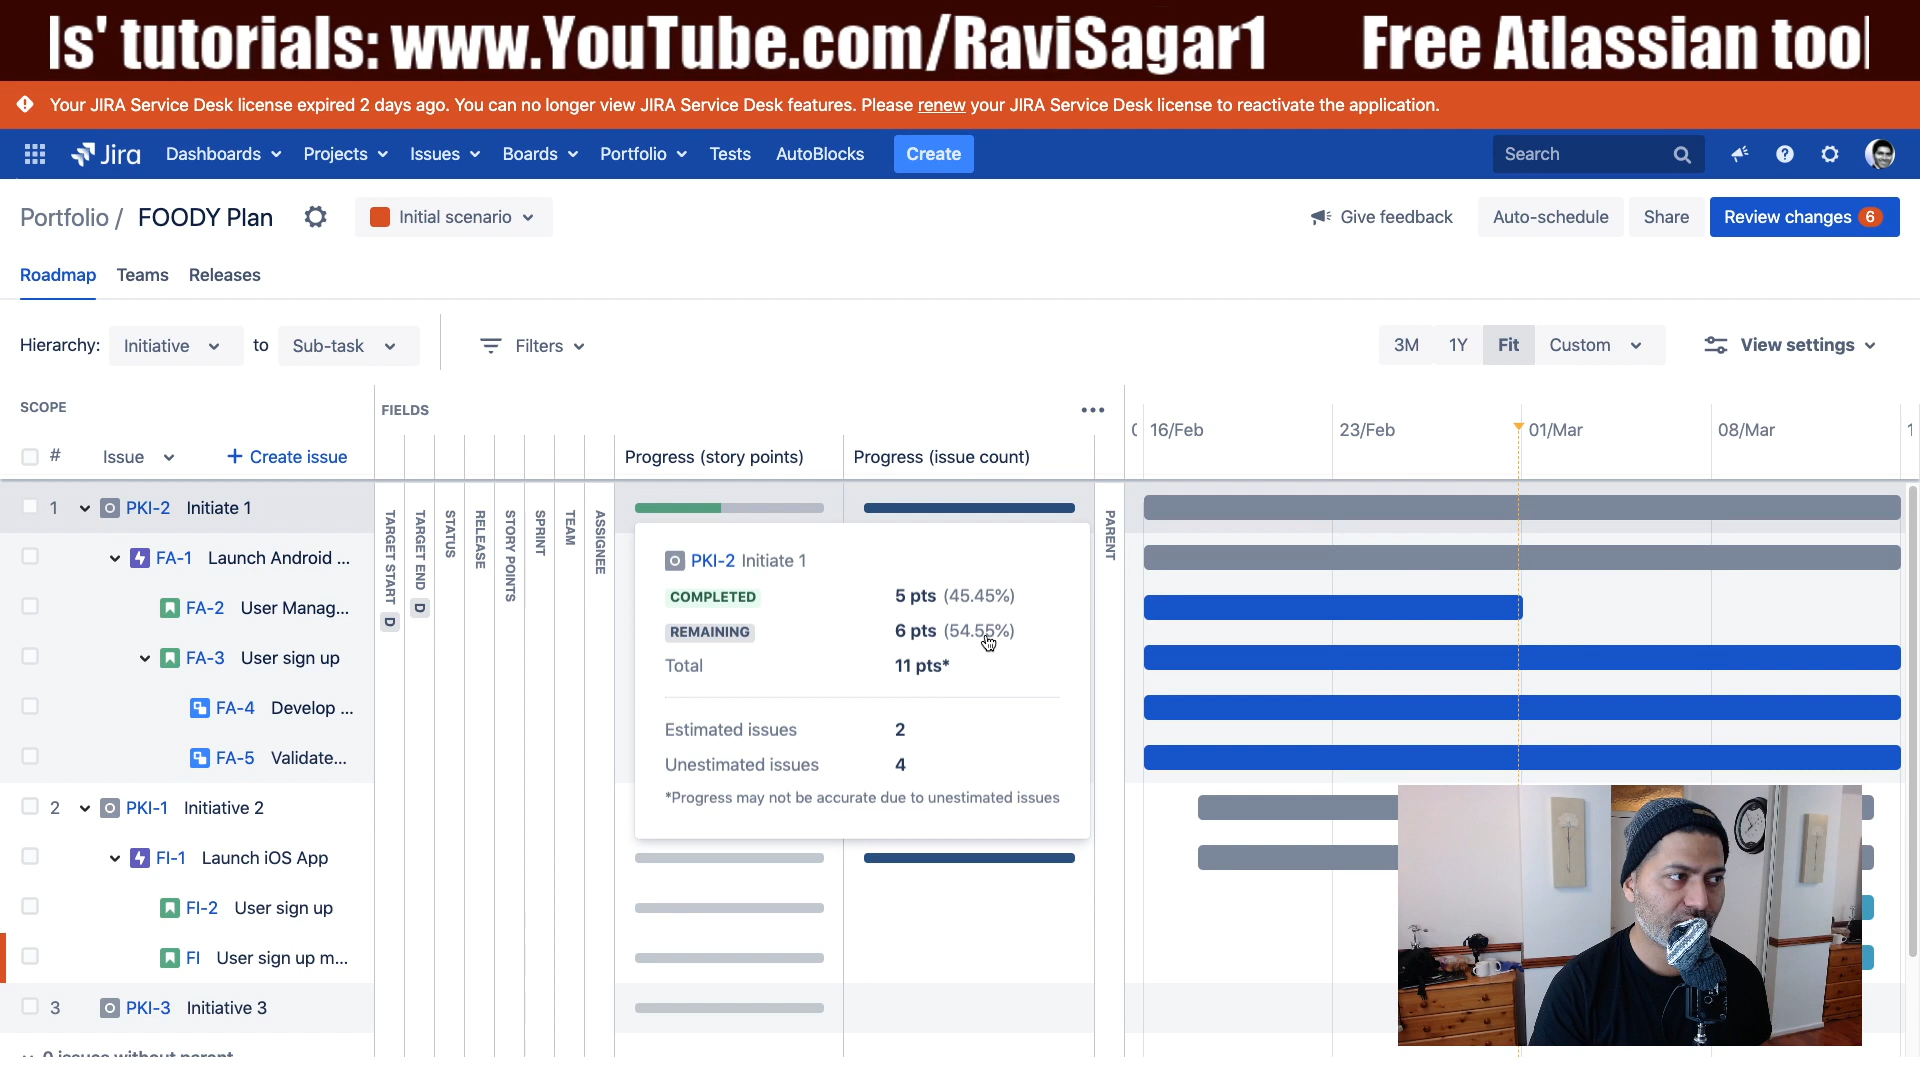 ls' tutorials: www.YouTube.com/RaviSagar1 Free Atlassian tool
Your JIRA Service Desk license expired 2 days ago. You can no longer view JIRA Service Desk features. Please renew your JIRA Service Desk license to reactivate the application.
Jira Dashboards Projects Issues Boards Portfolio Tests AutoBlocks Create Search
Portfolio / FOODY Plan Initial scenario Give feedback Auto-schedule Share Review changes 6
Roadmap Teams Releases
Hierarchy: Initiative to Sub-task Filters 3M 1Y Fit Custom View settings
SCOPE FIELDS
16/Feb 23/Feb 01/Mar 08/Mar 1
# Issue + Create issue Progress (story points) Progress (issue count)
1 PKI-2 Initiate 1
FA-1 Launch Android ...
FA-2 User Manag...
FA-3 User sign up
FA-4 Develop ...
FA-5 Validate...
2 PKI-1 Initiative 2
FI-1 Launch iOS App
FI-2 User sign up
FI User sign up m...
3 PKI-3 Initiative 3
TARGET START D
TARGET END D
STATUS
RELEASE
STORY POINTS
SPRINT
TEAM
ASSIGNEE
PKI-2 Initiate 1
COMPLETED 5 pts (45.45%)
REMAINING 6 pts (54.55%)
Total 11 pts*
Estimated issues 2
Unestimated issues 4
*Progress may not be accurate due to unestimated issues
PARENT